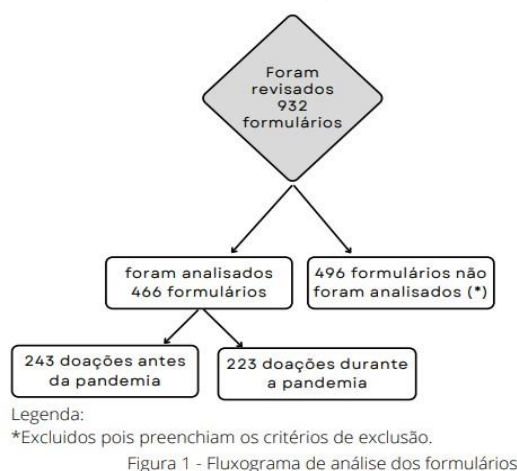 Foram
revisados
932
formulários
foram analisados
466 formulários
496 formulários não
foram analisados (*)
243 doações antes
da pandemia
223 doações durante
a pandemia
Legenda:
*Excluidos pois preenchiam os critérios de exclusão.
Figura 1 - Fluxograma de análise dos formulários